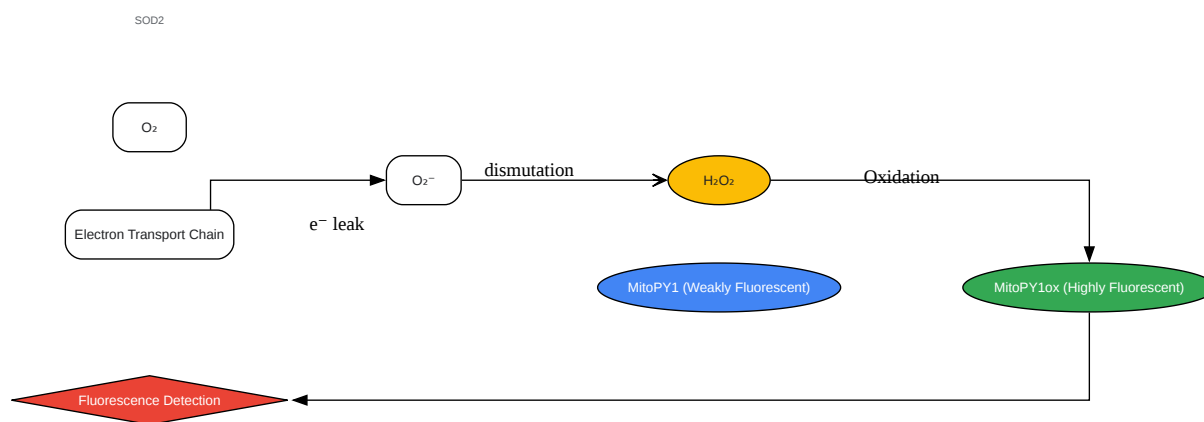 SOD2
O₂
O₂⁻
dismutation
H₂O₂
Oxidation
Electron Transport Chain
e⁻ leak
MitoPY1 (Weakly Fluorescent)
MitoPY1ox (Highly Fluorescent)
Fluorescence Detection